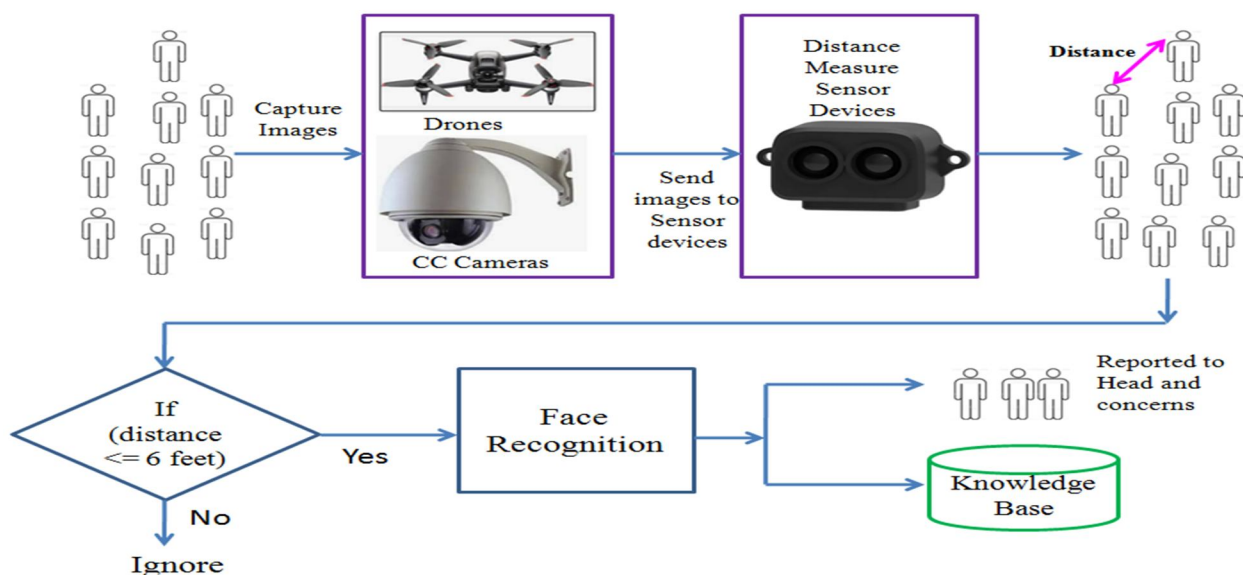 Capture
Images
Drones
CC Cameras
Send
images to
Sensor
devices
Distance
Measure
Sensor
Devices
Distance
If
(distance
<= 6 feet)
Yes
No
Ignore
Face
Recognition
Reported to
Head and
concerns
Knowledge
Base